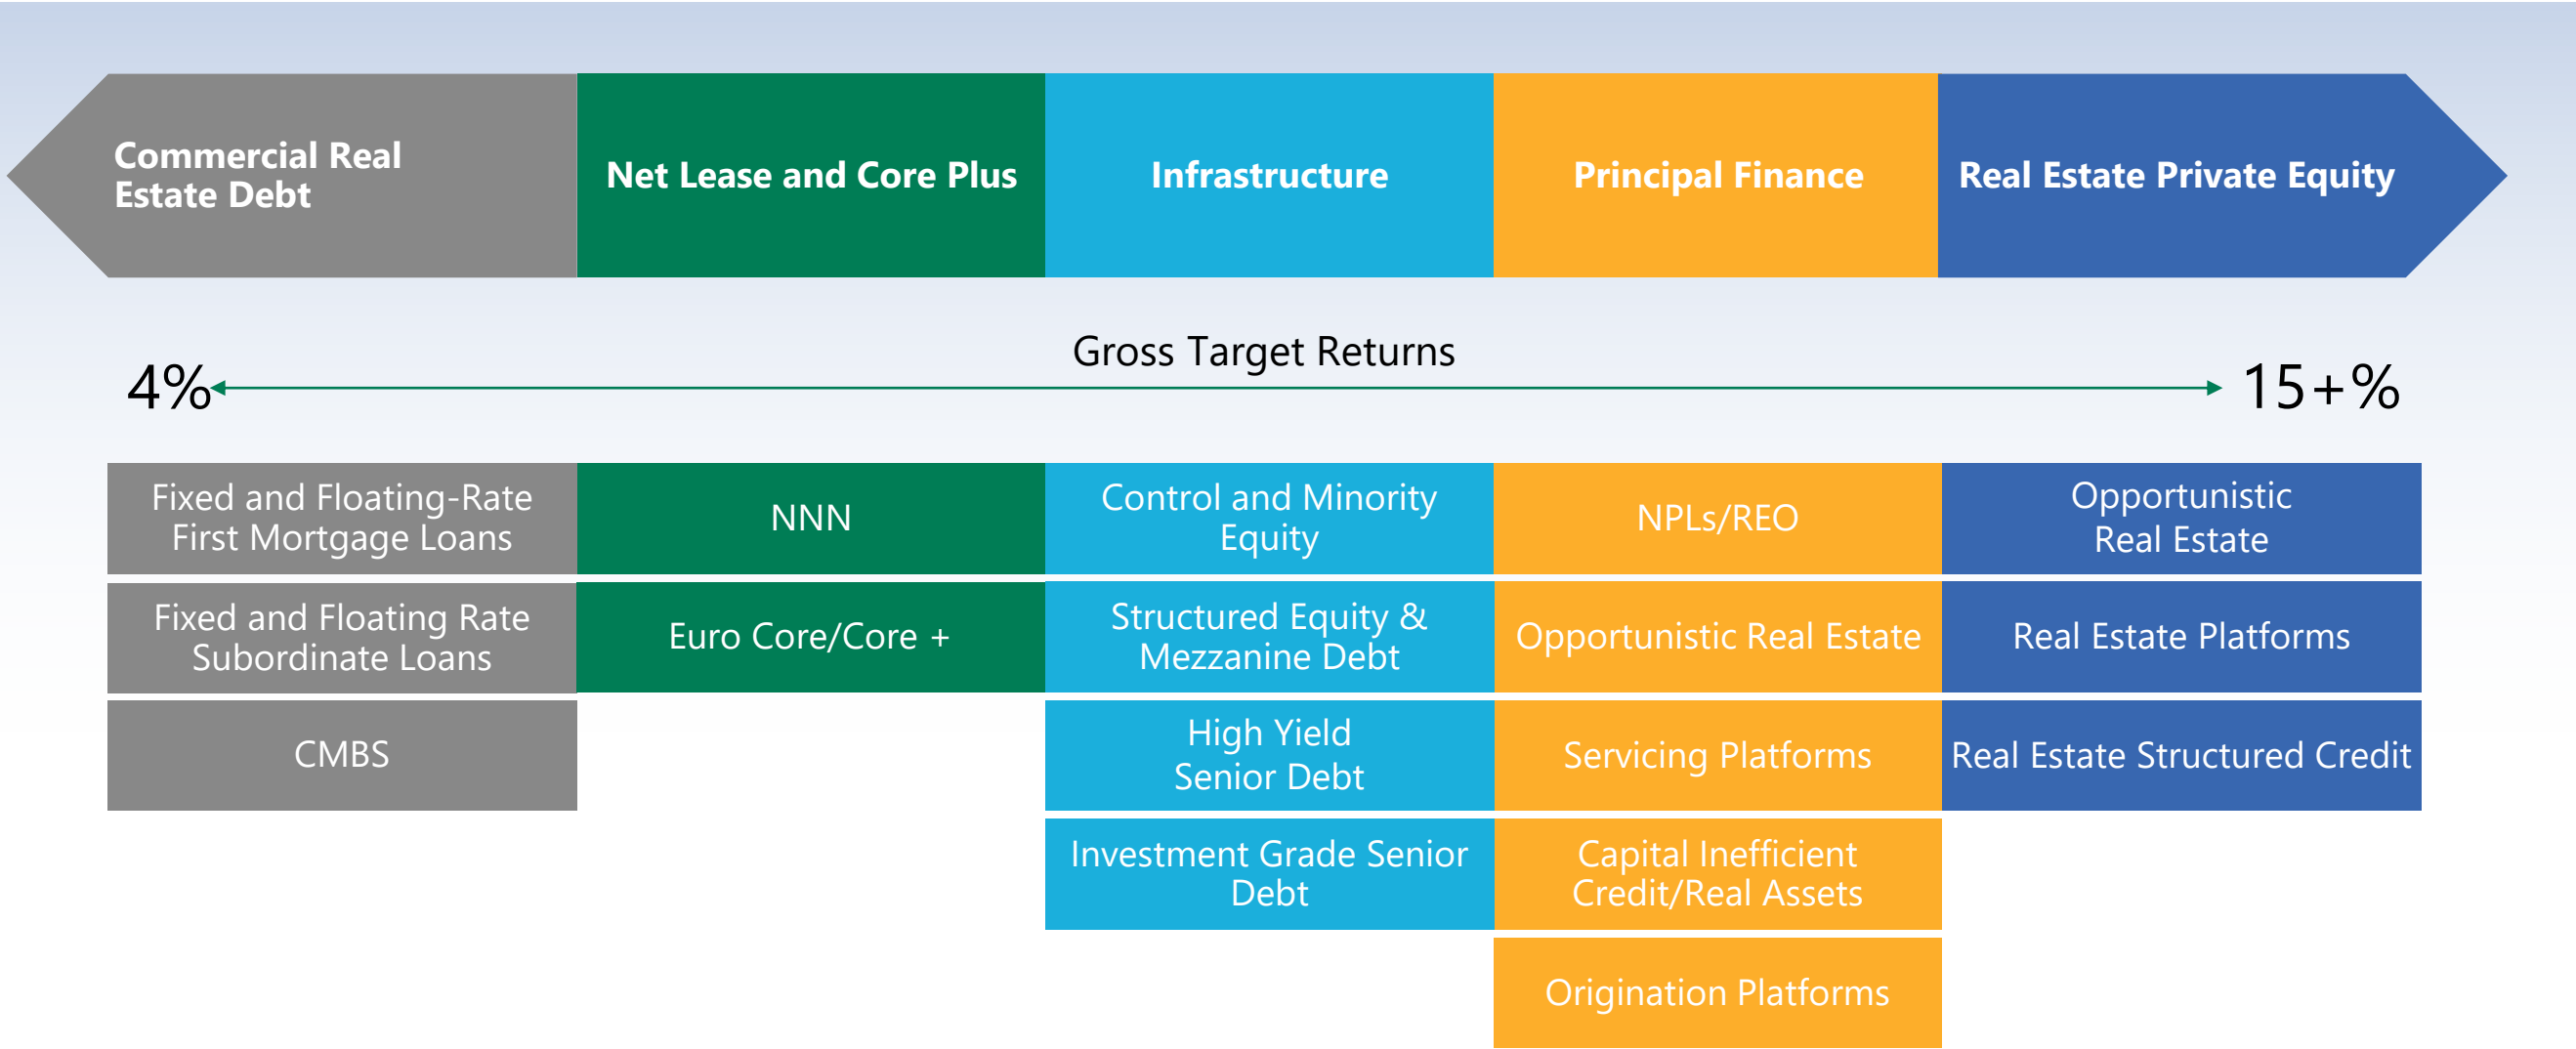 Commercial Real
Estate Debt
Net Lease and Core Plus
Infrastructure
Principal Finance
Real Estate Private Equity
Gross Target Returns
4%
15+%
Fixed and Floating-Rate
First Mortgage Loans
NNN
Control and Minority
Equity
NPLs/REO
Opportunistic
Real Estate
Fixed and Floating Rate
Subordinate Loans
Euro Core/Core +
Structured Equity &
Mezzanine Debt
Opportunistic Real Estate
Real Estate Platforms
CMBS
High Yield
Senior Debt
Servicing Platforms
Real Estate Structured Credit
Investment Grade Senior
Debt
Capital Inefficient
Credit/Real Assets
Origination Platforms